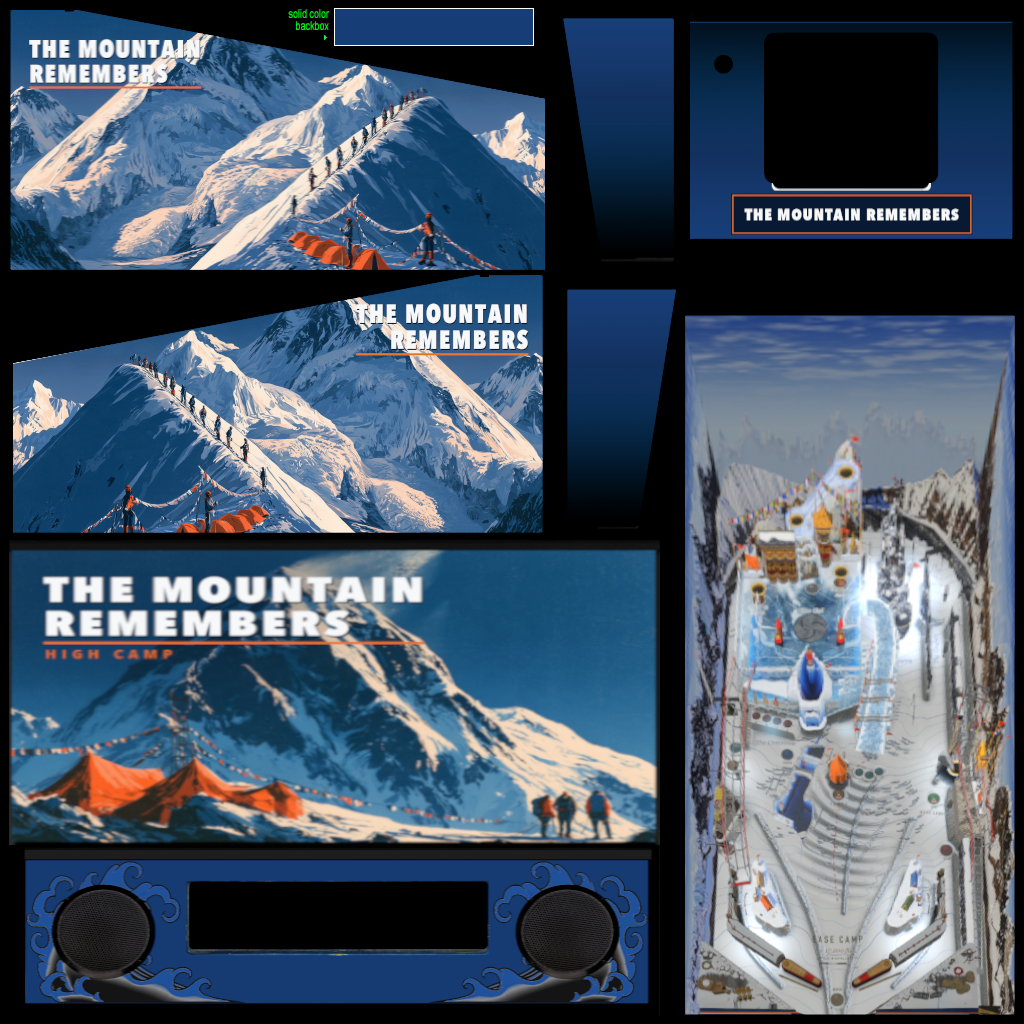 solid color
backbox
THE MOUNTAIN
REMEMBERS
THE MOUNTAIN REMEMBERS
THE MOUNTAIN
REMEMBERS
THE MOUNTAIN
REMEMBERS
HIGH CAMP
BASE CAMP